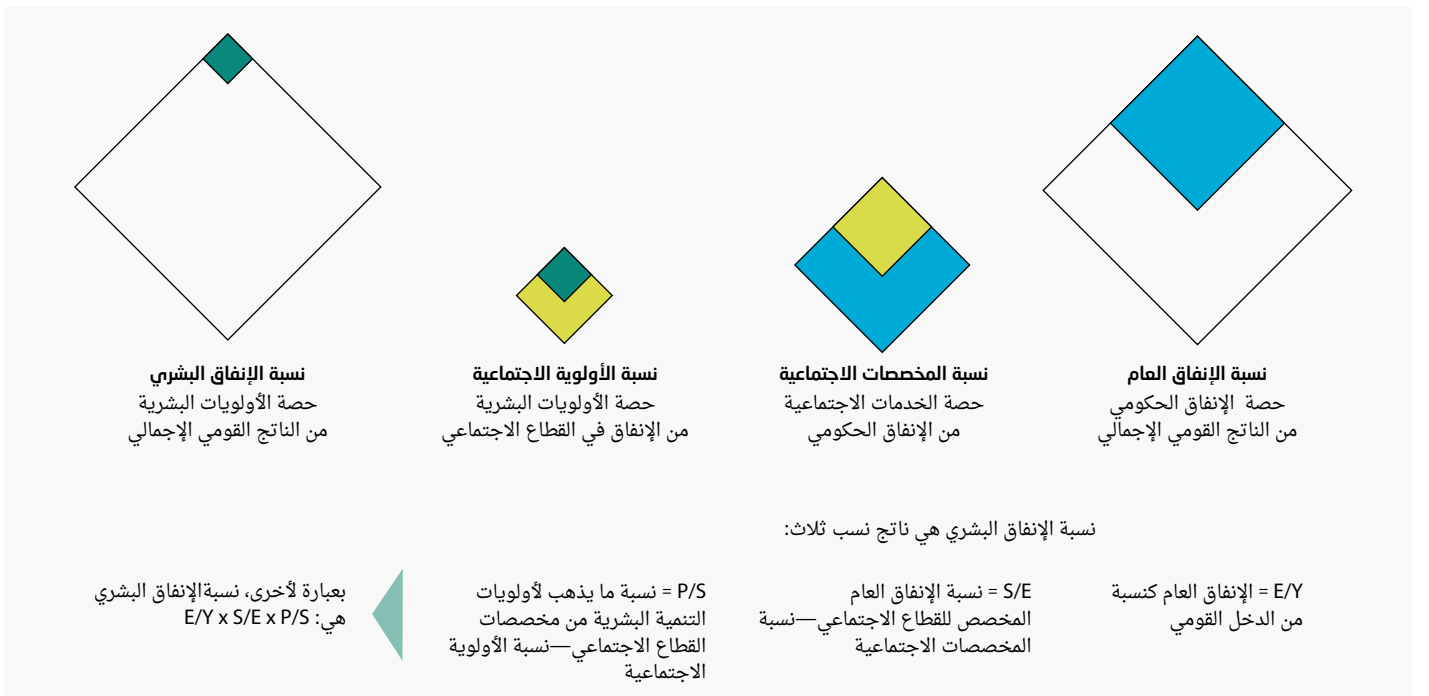 نسبة الإنفاق العام
حصة الإنفاق الحكومي
من الناتج القومي الإجمالي
نسبة المخصصات الاجتماعية
حصة الخدمات الاجتماعية
من الإنفاق الحكومي
نسبة الأولوية الاجتماعية
حصة الأولويات البشرية
من الإنفاق في القطاع الاجتماعي
نسبة الإنفاق البشري
حصة الأولويات البشرية
من الناتج القومي الإجمالي
نسبة الإنفاق البشري هي ناتج نسب ثلاث:
E/Y = الإنفاق العام كنسبة
من الدخل القومي
S/E = نسبة الإنفاق العام
المخصص للقطاع الاجتماعي—نسبة
المخصصات الاجتماعية
P/S = نسبة ما يذهب لأولويات
التنمية البشرية من مخصصات
القطاع الاجتماعي—نسبة الأولوية
الاجتماعية
بعبارة لأخرى، نسبةالإنفاق البشري
هي: E/Y x S/E x P/S